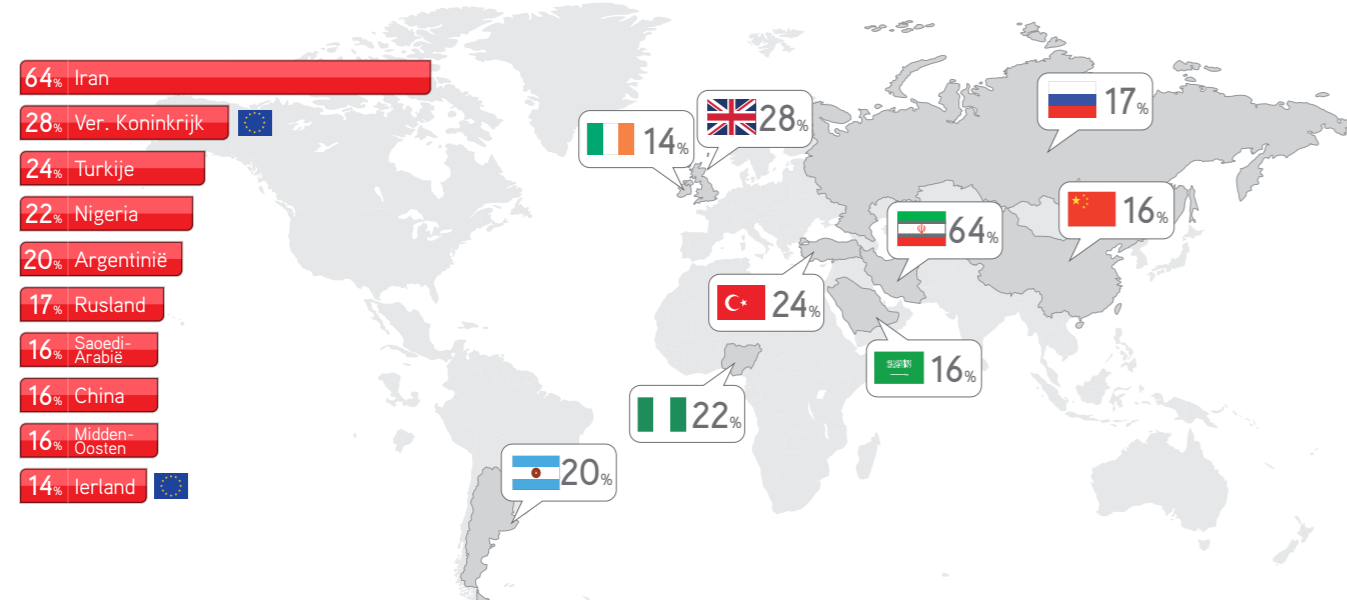 64% Iran
28% Ver. Koninkrijk
24% Turkije
22% Nigeria
20% Argentinië
17% Rusland
16% Saoedi-
Arabië
16% China
16% Midden-
Oosten
14% Ierland
14%
28%
17%
16%
64%
24%
16%
22%
20%